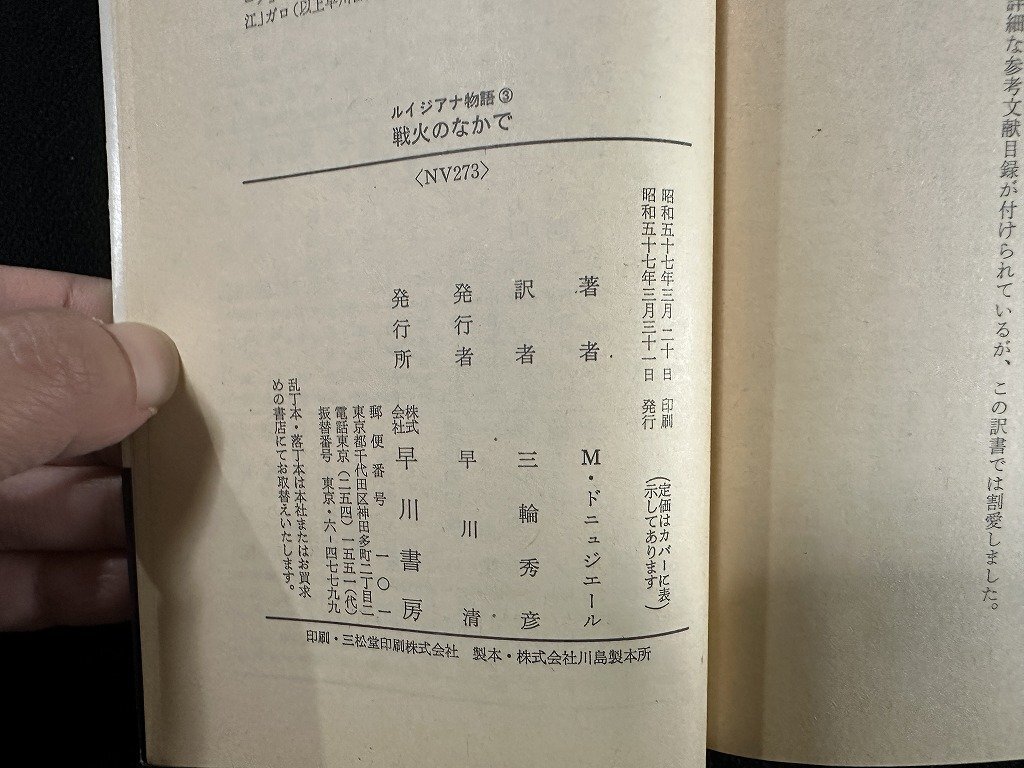 詳細な参考文献目録が付けられているが、この訳書では割愛しました。
ルイジアナ物語③
戦火のなかで
〈NV273〉
昭和五十七年三月二十日 印刷
昭和五十七年三月三十一日 発行
(定価はカバーに表
示してあります)
著者 M・ドニュジエール
訳者 三輪秀彦
発行者 早川清
発行所 株式会社 早川書房
郵便番号 一〇一
東京都千代田区神田多町二丁目二
電話東京(二五四)一五五一(代)
振替番号 東京・六-四七七九九
乱丁本・落丁本は本社またはお買求
めの書店にてお取替えいたします。
印刷・三松堂印刷株式会社 製本・株式会社川島製本所